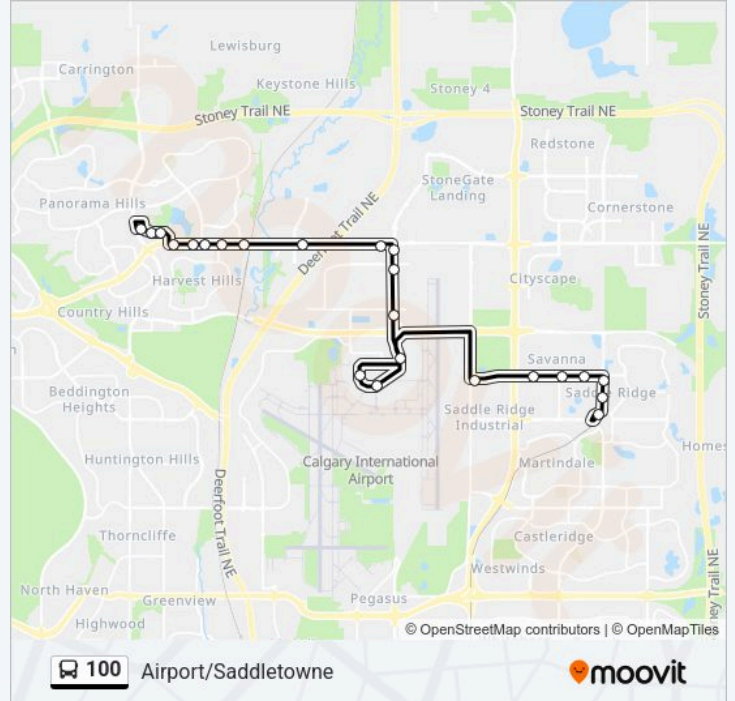 Lewisburg
Carrington
Keystone Hills
Stoney 4
Stoney Trail NE
Stoney Trail NE
Redstone
StoneGate
Landing
Panorama Hills
Cornerstone
Deerfoot Trail NE
Stoney Trail NE
Harvest Hills
Cityscape
Country Hills
Savanna
Beddington
Heights
Saddle Ridge
Saddle Ridge
Industrial
Huntington Hills
Calgary International
Airport
Martindale
Homes
Deerfoot Trail NE
Thorncliffe
Castleridge
Westwinds
North Haven
Greenview
Pegasus
Highwood
ney Trail NE
© OpenStreetMap contributors | © OpenMapTiles
100 Airport/Saddletowne
moovit